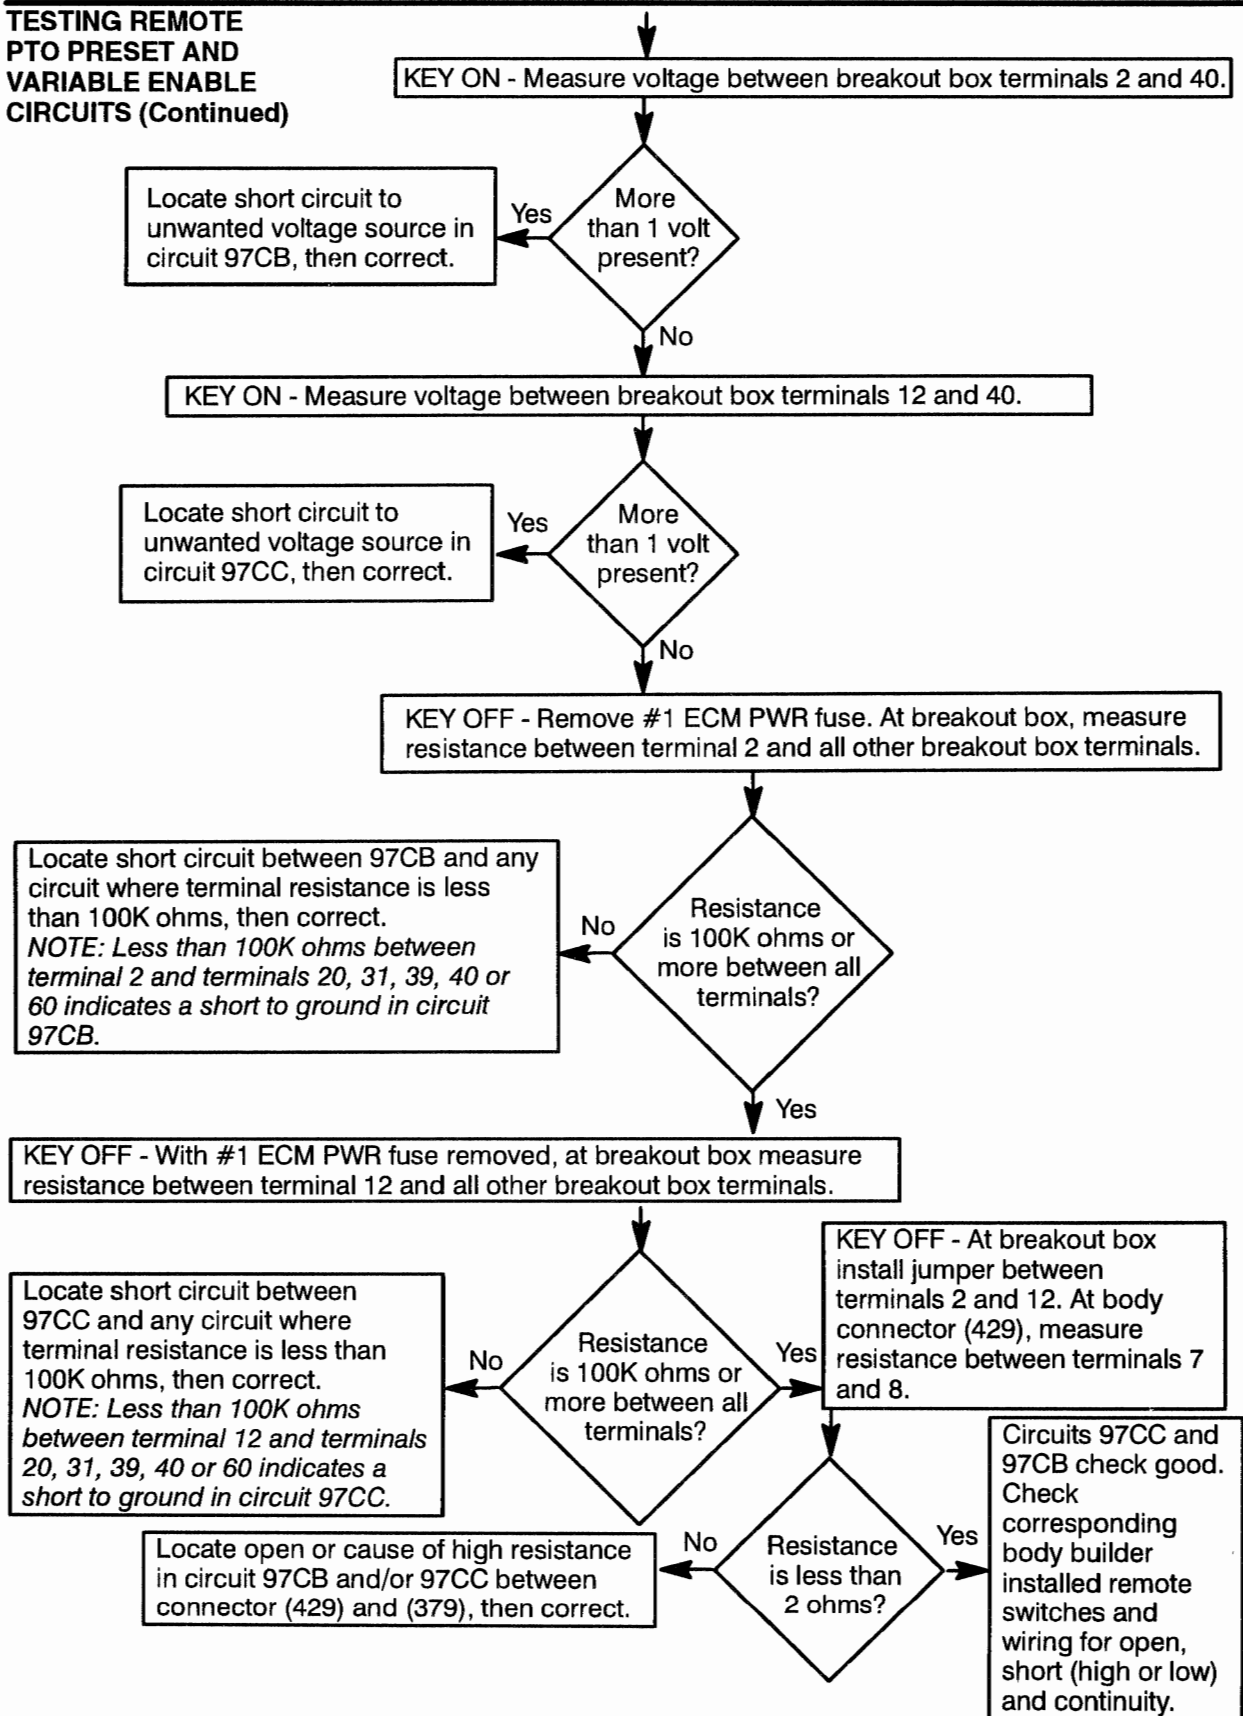 TESTING REMOTE
PTO PRESET AND
VARIABLE ENABLE
CIRCUITS (Continued)
KEY ON - Measure voltage between breakout box terminals 2 and 40.
More
than 1 volt
present?
Yes
Locate short circuit to
unwanted voltage source in
circuit 97CB, then correct.
No
KEY ON - Measure voltage between breakout box terminals 12 and 40.
More
than 1 volt
present?
Yes
Locate short circuit to
unwanted voltage source in
circuit 97CC, then correct.
No
KEY OFF - Remove #1 ECM PWR fuse. At breakout box, measure
resistance between terminal 2 and all other breakout box terminals.
Resistance
is 100K ohms or
more between all
terminals?
No
Locate short circuit between 97CB and any
circuit where terminal resistance is less
than 100K ohms, then correct.
NOTE: Less than 100K ohms between
terminal 2 and terminals 20, 31, 39, 40 or
60 indicates a short to ground in circuit
97CB.
Yes
KEY OFF - With #1 ECM PWR fuse removed, at breakout box measure
resistance between terminal 12 and all other breakout box terminals.
Resistance
is 100K ohms or
more between all
terminals?
No
Locate short circuit between
97CC and any circuit where
terminal resistance is less than
100K ohms, then correct.
NOTE: Less than 100K ohms
between terminal 12 and terminals
20, 31, 39, 40 or 60 indicates a
short to ground in circuit 97CC.
Yes
KEY OFF - At breakout box
install jumper between
terminals 2 and 12. At body
connector (429), measure
resistance between terminals 7
and 8.
Resistance
is less than
2 ohms?
No
Locate open or cause of high resistance
in circuit 97CB and/or 97CC between
connector (429) and (379), then correct.
Yes
Circuits 97CC and
97CB check good.
Check
corresponding
body builder
installed remote
switches and
wiring for open,
short (high or low)
and continuity.